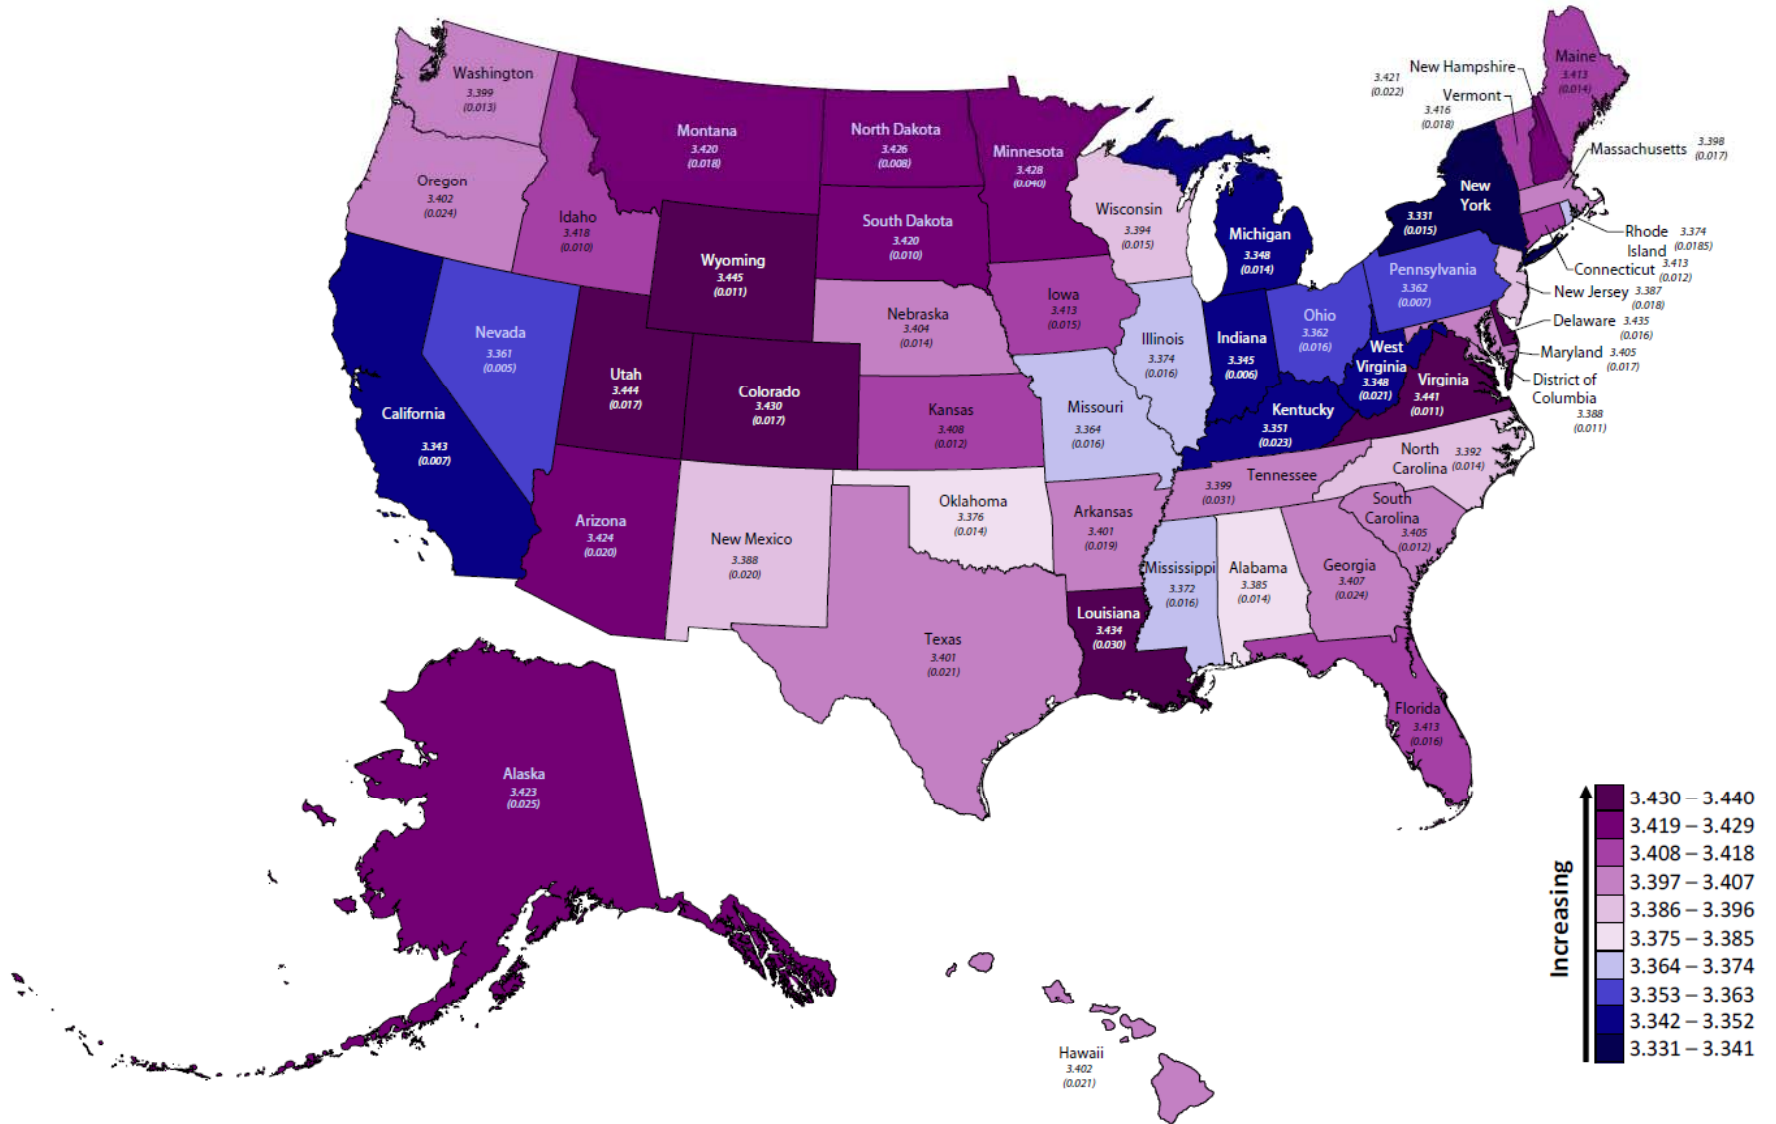 Washington
3.399
(0.013)
Oregon
3.402
(0.024)
Idaho
3.418
(0.010)
Montana
3.420
(0.018)
North Dakota
3.426
(0.008)
Minnesota
3.428
(0.040)
South Dakota
3.420
(0.010)
Wyoming
3.445
(0.011)
Nebraska
3.404
(0.014)
Iowa
3.413
(0.015)
Wisconsin
3.394
(0.015)
Michigan
3.348
(0.014)
New
York
3.331
(0.015)
3.421
(0.022)
New Hampshire
Vermont
3.416
(0.018)
Maine
3.413
(0.014)
Massachusetts
3.398
(0.017)
Rhode
Island
3.374
(0.0185)
Connecticut
3.413
(0.012)
New Jersey
3.387
(0.018)
Delaware
3.435
(0.016)
Maryland
3.405
(0.017)
District of
Columbia
3.388
(0.011)
Pennsylvania
3.362
(0.007)
Ohio
3.362
(0.016)
Indiana
3.345
(0.006)
Illinois
3.374
(0.016)
West
Virginia
3.348
(0.021)
Virginia
3.441
(0.011)
Kentucky
3.351
(0.023)
Nevada
3.361
(0.005)
California
3.343
(0.007)
Utah
3.444
(0.017)
Colorado
3.430
(0.017)
Kansas
3.408
(0.012)
Missouri
3.364
(0.016)
Tennessee
3.399
(0.031)
North
Carolina
3.392
(0.014)
South
Carolina
3.405
(0.012)
Arizona
3.424
(0.020)
New Mexico
3.388
(0.020)
Oklahoma
3.376
(0.014)
Arkansas
3.401
(0.019)
Mississippi
3.372
(0.016)
Alabama
3.385
(0.014)
Georgia
3.407
(0.024)
Louisiana
3.434
(0.030)
Texas
3.401
(0.021)
Florida
3.413
(0.016)
Alaska
3.423
(0.025)
Hawaii
3.402
(0.021)
Increasing
3.430 – 3.440
3.419 – 3.429
3.408 – 3.418
3.397 – 3.407
3.386 – 3.396
3.375 – 3.385
3.364 – 3.374
3.353 – 3.363
3.342 – 3.352
3.331 – 3.341